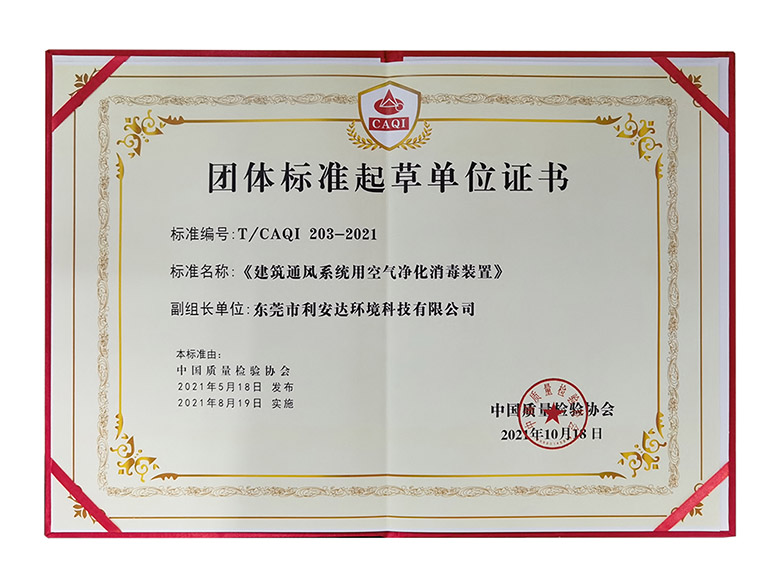 CAQI
团体标准起草单位证书
标准编号:T/CAQI 203-2021
标准名称:《建筑通风系统用空气净化消毒装置》
副组长单位:东莞市利安达环境科技有限公司
本标准由:
中国质量检验协会
2021年5月18日 发布
2021年8月19日 实施
中国质量检验协会
2021年10月18日